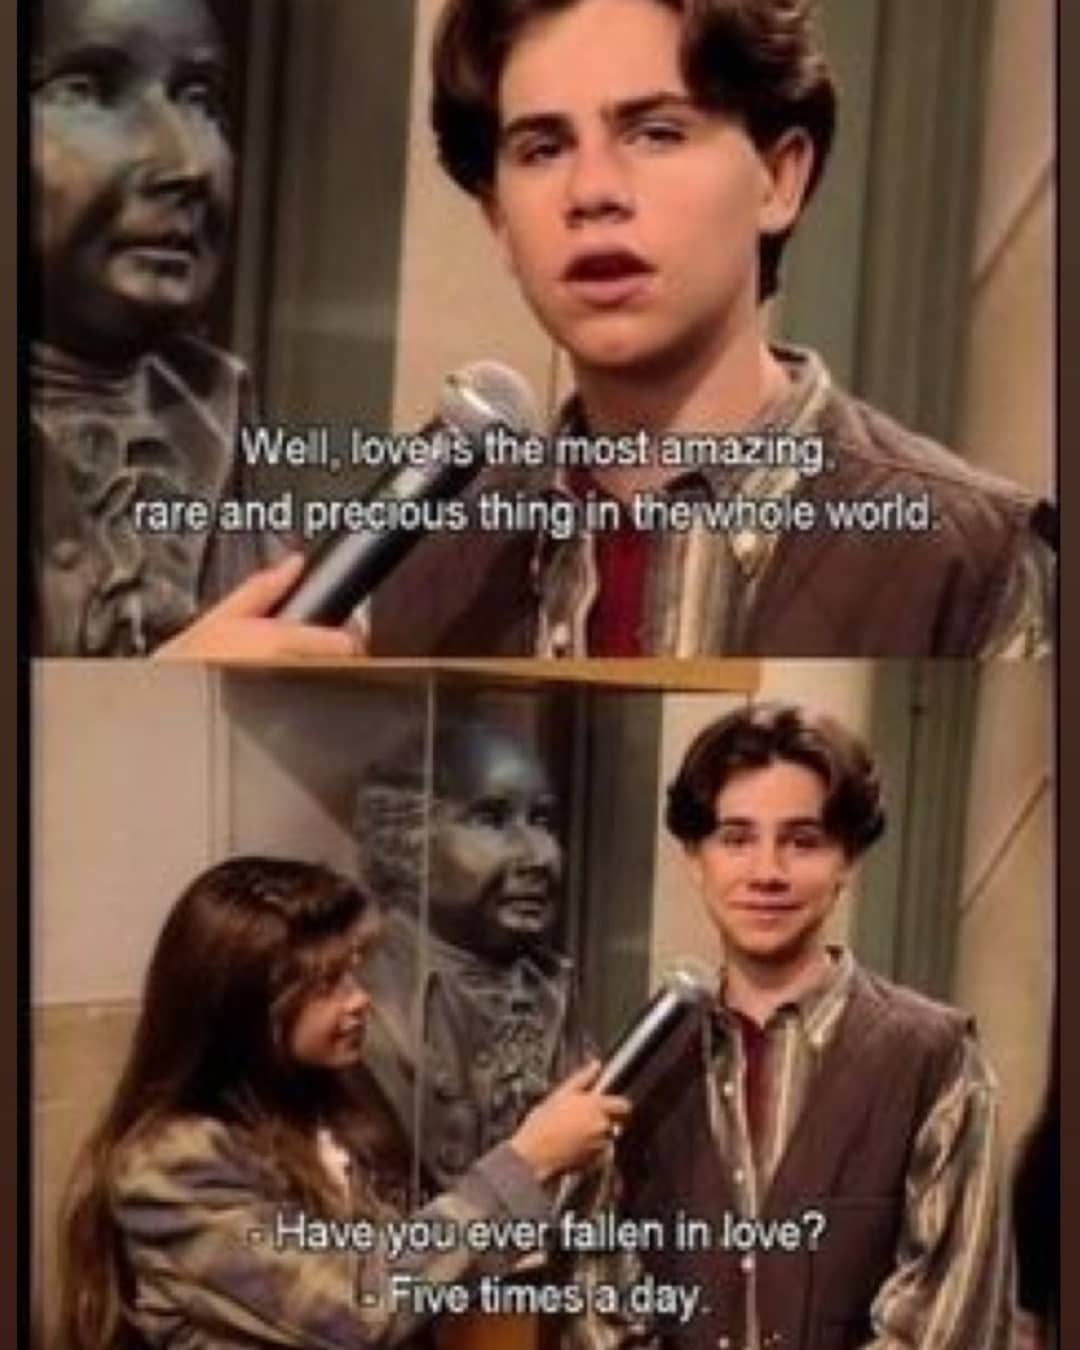 Well, love is the most amazing,
rare and precious thing in the whole world.
- Have you ever fallen in love?
- Five times a day.